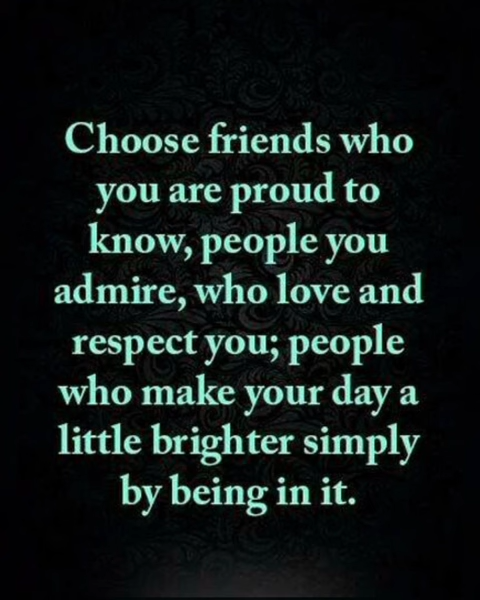 Choose friends who
you are proud to
know, people you
admire, who love and
respect you; people
who make your day a
little brighter simply
by being in it.